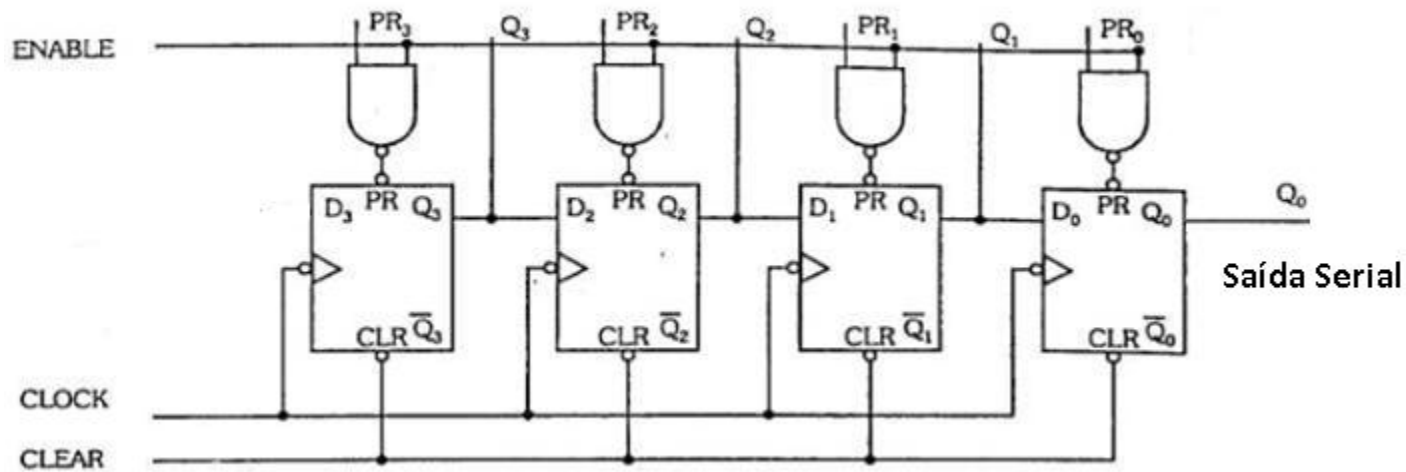 PR₃ Q₃ PR₂ Q₂ PR₁ Q₁ PR₀
ENABLE
D₃ PR Q₃ D₂ PR Q₂ D₁ PR Q₁ D₀ PR Q₀ Q₀
Saída Serial
CLR Q̅₃ CLR Q̅₂ CLR Q̅₁ CLR Q̅₀
CLOCK
CLEAR